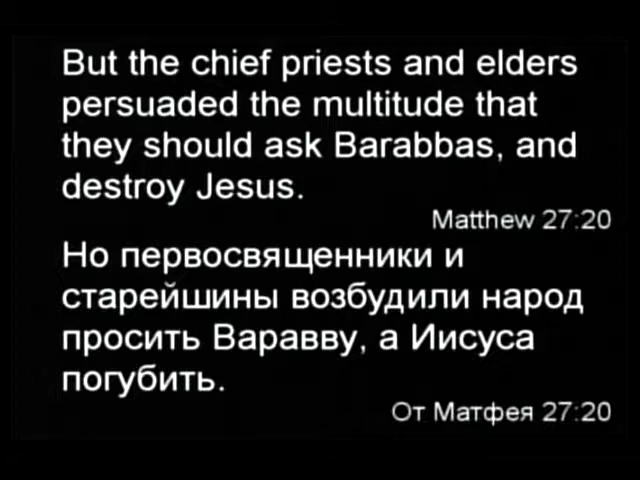 But the chief priests and elders
persuaded the multitude that
they should ask Barabbas, and
destroy Jesus.
Matthew 27:20
Но первосвященники и
старейшины возбудили народ
просить Варавву, а Иисуса
погубить.
От Матфея 27:20